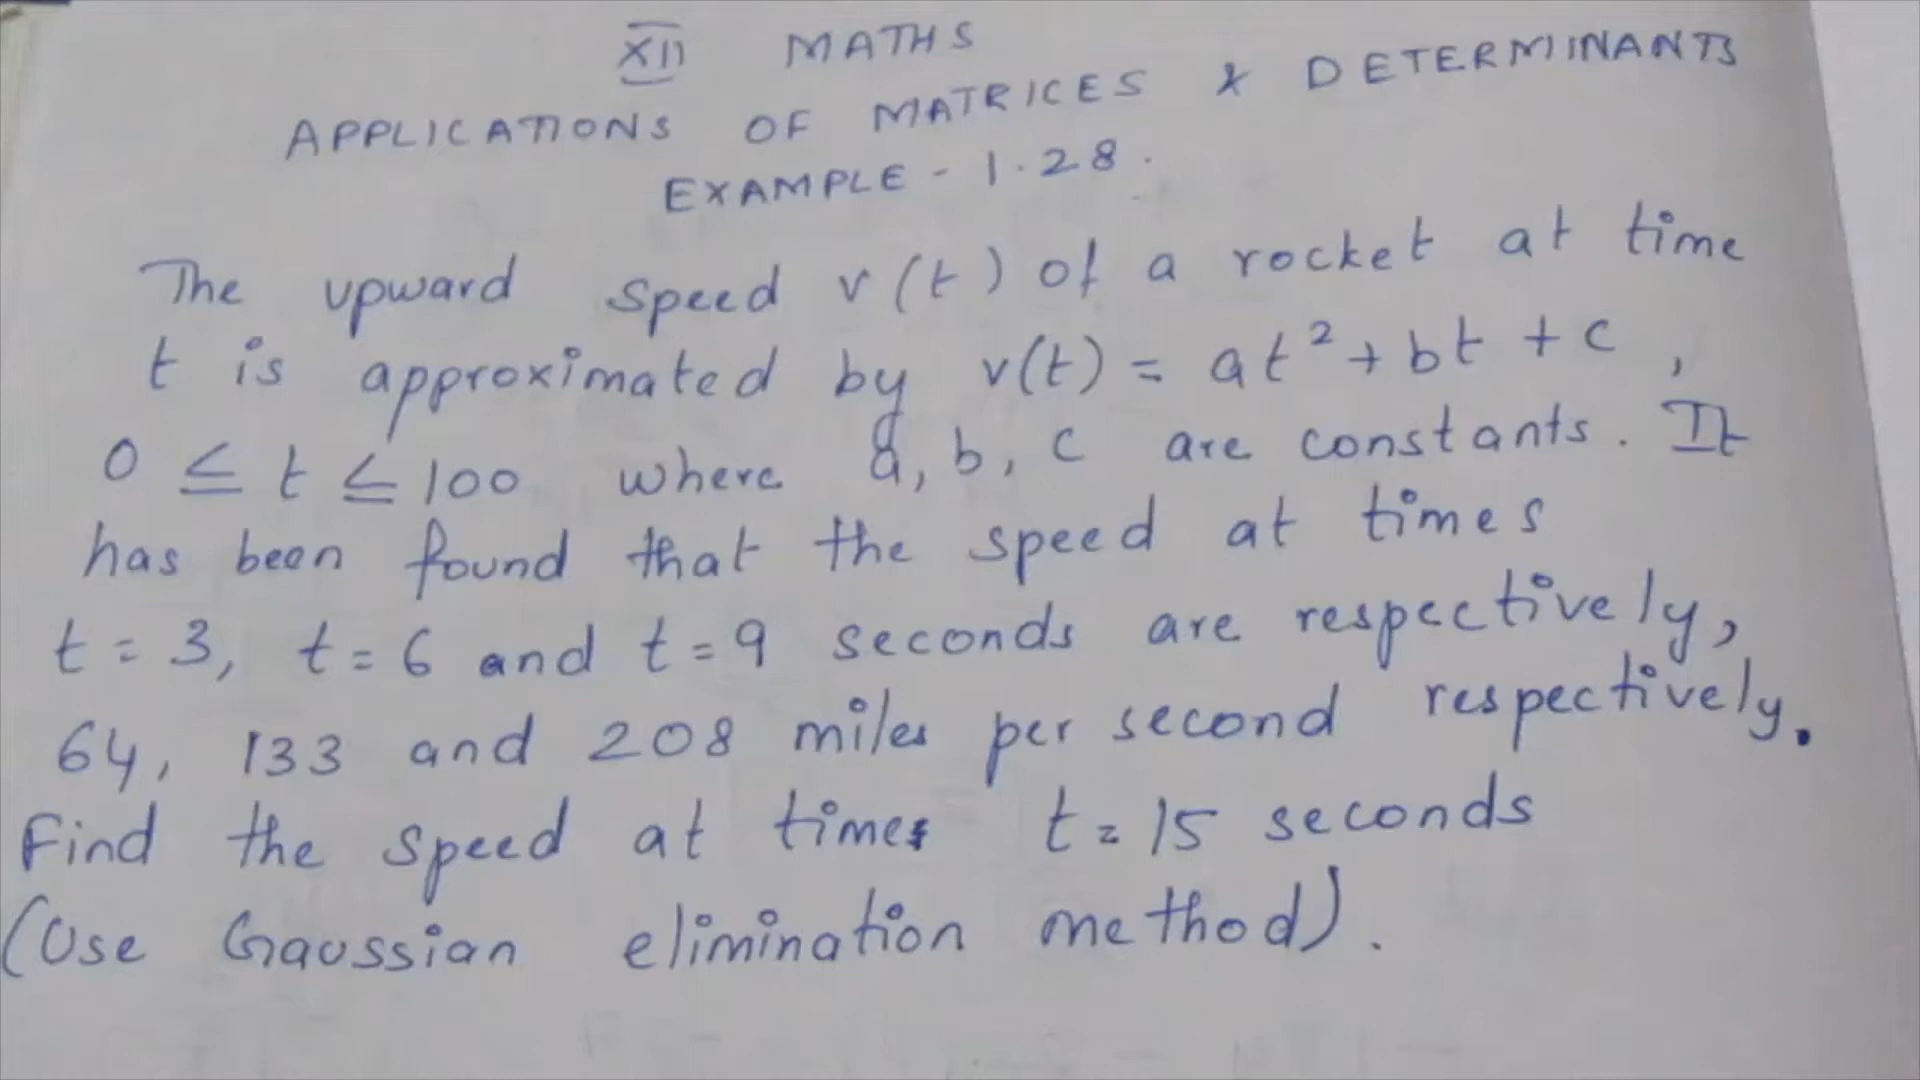 XII MATHS
APPLICATIONS OF MATRICES & DETERMINANTS
EXAMPLE - 1.28.
The upward speed v(t) of a rocket at time
t is approximated by v(t) = at² + bt + c,
0 ≤ t ≤ 100 where a, b, c are constants. It
has been found that the speed at times
t = 3, t = 6 and t = 9 seconds are respectively,
64, 133 and 208 miles per second respectively.
Find the speed at times t = 15 seconds
(Use Gaussian elimination method).